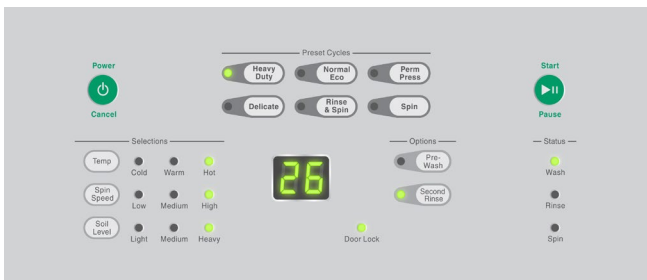 Preset Cycles
Power
Cancel
Heavy Duty
Normal Eco
Perm Press
Delicate
Rinse & Spin
Spin
Start
Pause
Selections
Temp
Cold Warm Hot
Spin Speed
Low Medium High
Soil Level
Light Medium Heavy
26
Door Lock
Options
Pre-Wash
Second Rinse
Status
Wash
Rinse
Spin